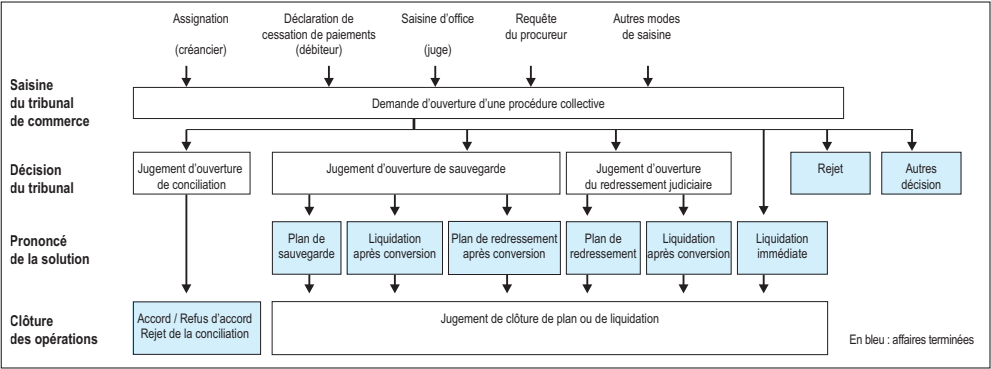 Assignation
(créancier)
Déclaration de
cessation de paiements
(débiteur)
Saisine d'office
(juge)
Requête
du procureur
Autres modes
de saisine
Saisine
du tribunal
de commerce
Demande d'ouverture d'une procédure collective
Décision
du tribunal
Jugement d'ouverture
de conciliation
Jugement d'ouverture de sauvegarde
Jugement d'ouverture
du redressement judiciaire
Rejet
Autres
décision
Prononcé
de la solution
Plan de
sauvegarde
Liquidation
après conversion
Plan de redressement
après conversion
Plan de
redressement
Liquidation
après conversion
Liquidation
immédiate
Clôture
des opérations
Accord / Refus d'accord
Rejet de la conciliation
Jugement de clôture de plan ou de liquidation
En bleu : affaires terminées